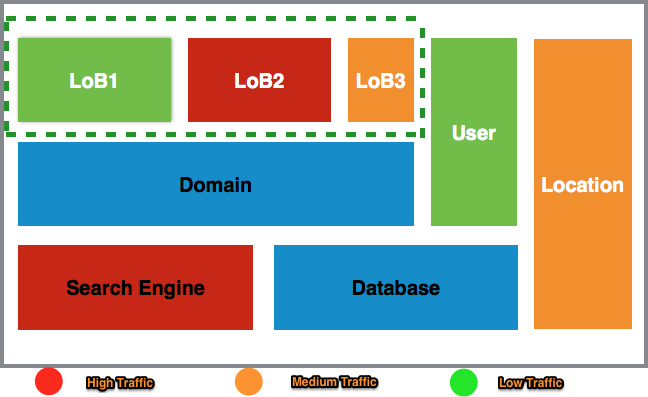 LoB1
LoB2
LoB3
User
Location
Domain
Search Engine
Database
High Traffic
Medium Traffic
Low Traffic